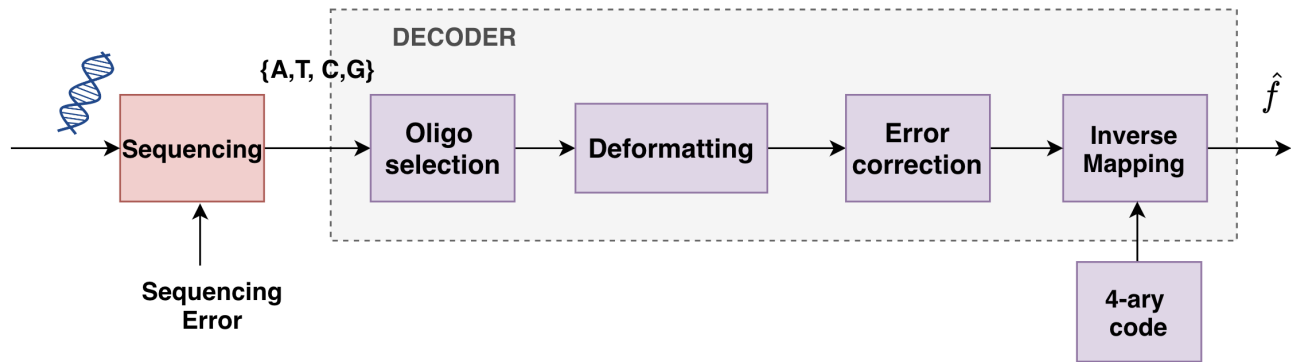 DECODER
{A,T, C,G}
Sequencing
Oligo
selection
Deformatting
Error
correction
Inverse
Mapping
f̂
Sequencing
Error
4-ary
code